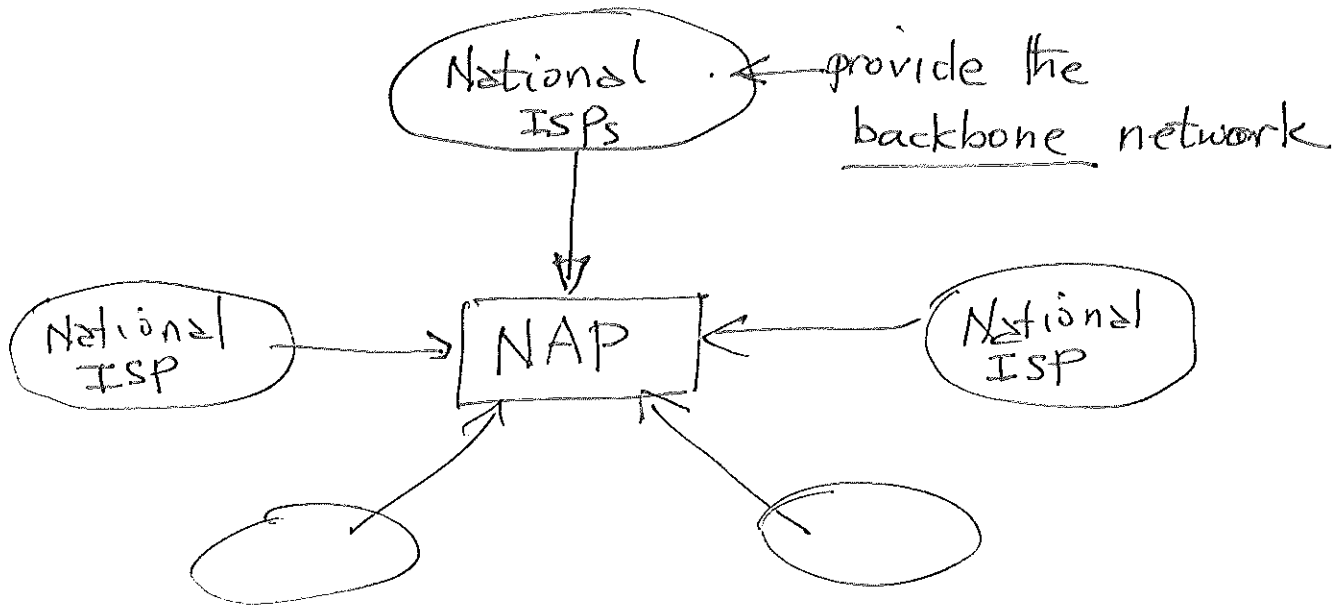 National
ISPs
provide the
backbone network
National
ISP
NAP
National
ISP